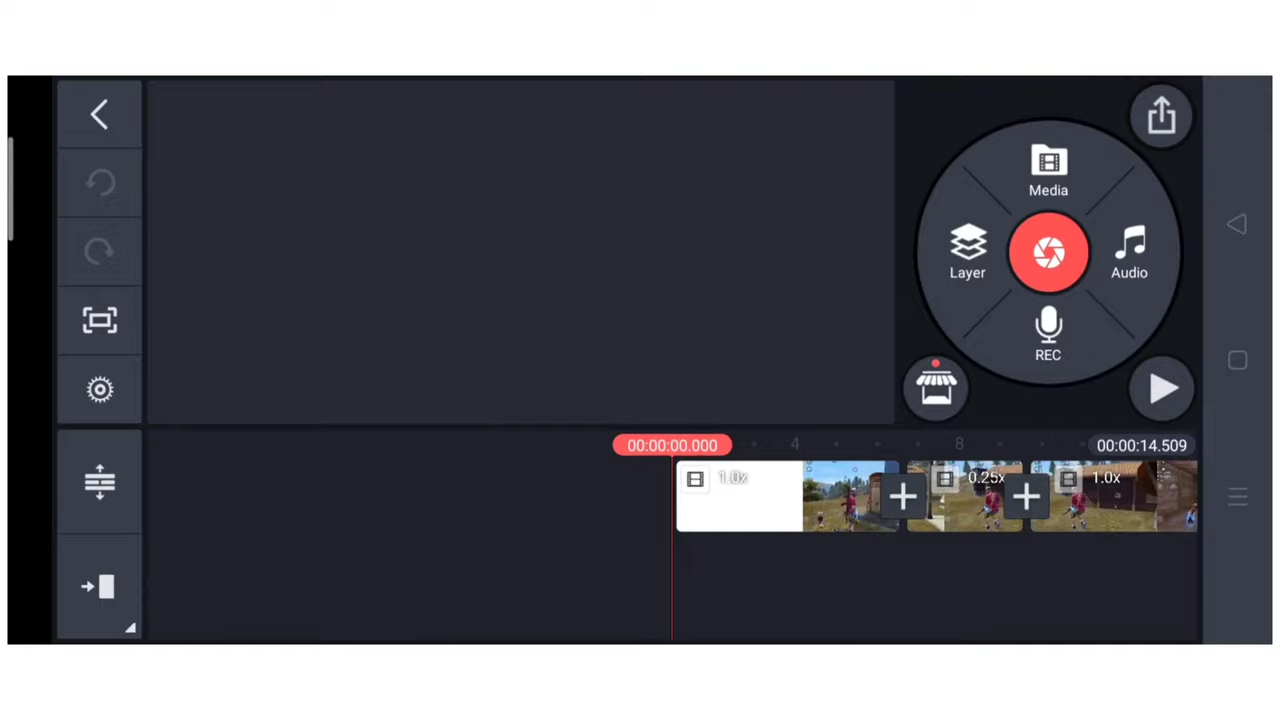 Media
Layer
Audio
REC
00:00:00.000
4
8
00:00:14.509
1.0x
0.25x
1.0x